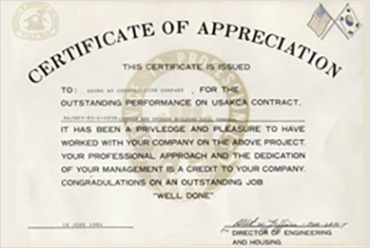 CERTIFICATE OF APPRECIATION
THIS CERTIFICATE IS ISSUED
TO: COMPANY , FOR THE
OUTSTANDING PERFORMANCE ON USAKCA CONTRACT,
IT HAS BEEN A PRIVLEDGE AND PLEASURE TO HAVE
WORKED WITH YOUR COMPANY ON THE ABOVE PROJECT.
YOUR PROFESSIONAL APPROACH AND THE DEDICATION
OF YOUR MANAGEMENT IS A CREDIT TO YOUR COMPANY.
CONGRADULATIONS ON AN OUTSTANDING JOB
"WELL DONE"
DIRECTOR OF ENGINEERING
AND HOUSING